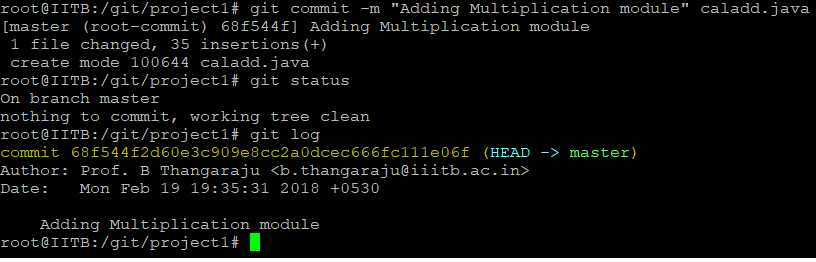 root@IITB:/git/project1# git commit -m "Adding Multipilcation module" caladd.java
[master (root-commit) 68f544f] Adding Multipilcation module
 1 file changed, 35 insertions(+)
 create mode 100644 caladd.java
root@IITB:/git/project1# git status
On branch master
nothing to commit, working tree clean
root@IITB:/git/project1# git log
commit 68f544f2d60e3c909e8cc2a0dcec666fc111e06f (HEAD -> master)
Author: Prof. B Thangaraju <b.thangaraju@iiitb.ac.in>
Date:   Mon Feb 19 19:35:31 2018 +0530

    Adding Multipilcation module
root@IITB:/git/project1#